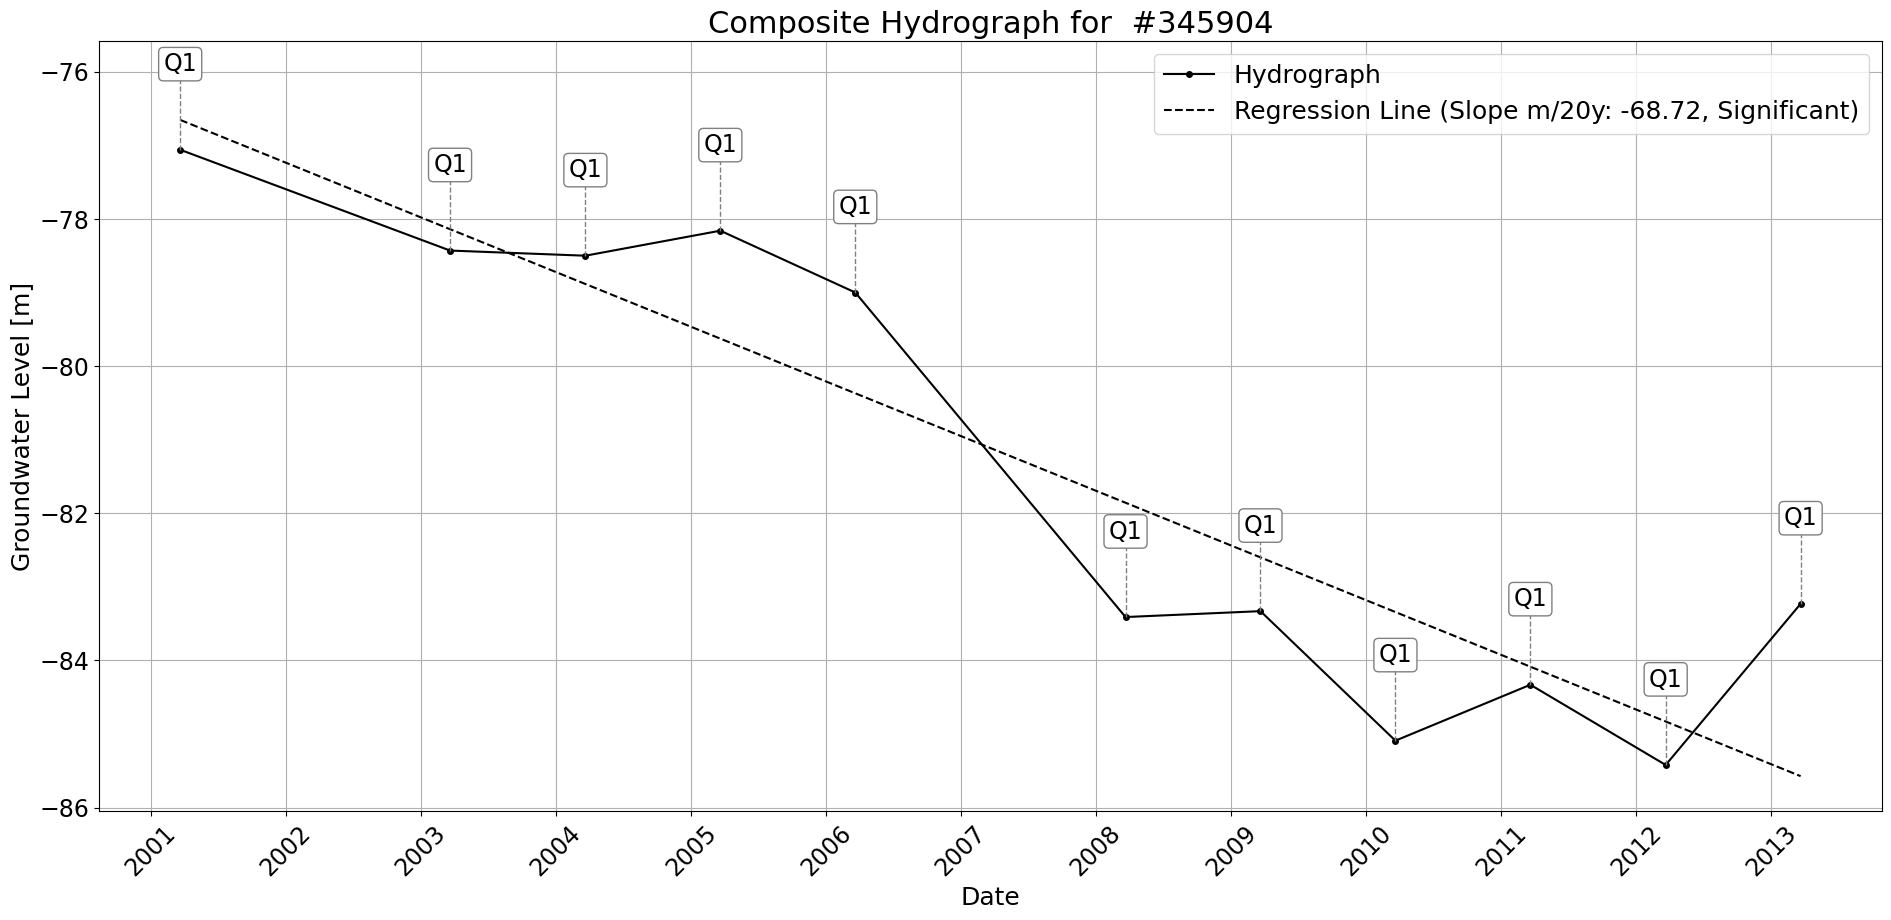 Composite Hydrograph for  #345904
Hydrograph
Regression Line (Slope m/20y: -68.72, Significant)
Groundwater Level [m]
−76
−78
−80
−82
−84
−86
Q1
Q1
Q1
Q1
Q1
Q1
Q1
Q1
Q1
Q1
Q1
2001
2002
2003
2004
2005
2006
2007
2008
2009
2010
2011
2012
2013
Date